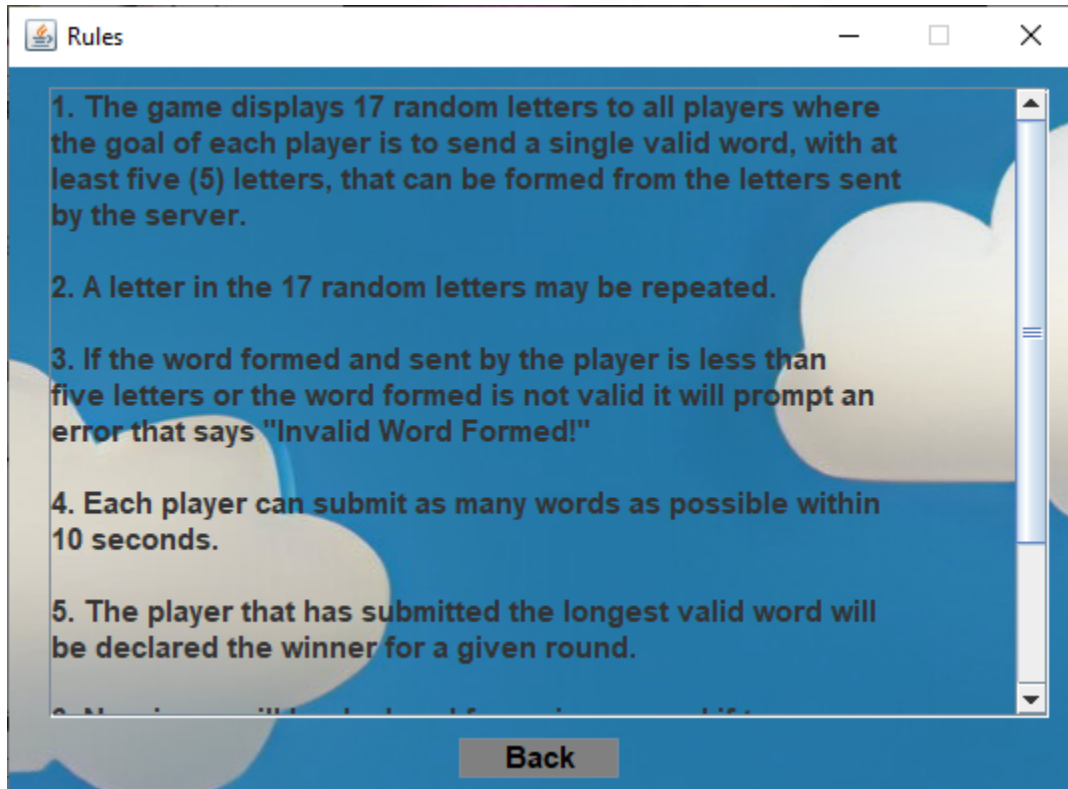 Rules
1. The game displays 17 random letters to all players where
the goal of each player is to send a single valid word, with at
least five (5) letters, that can be formed from the letters sent
by the server.
2. A letter in the 17 random letters may be repeated.
3. If the word formed and sent by the player is less than
five letters or the word formed is not valid it will prompt an
error that says "Invalid Word Formed!"
4. Each player can submit as many words as possible within
10 seconds.
5. The player that has submitted the longest valid word will
be declared the winner for a given round.
Back